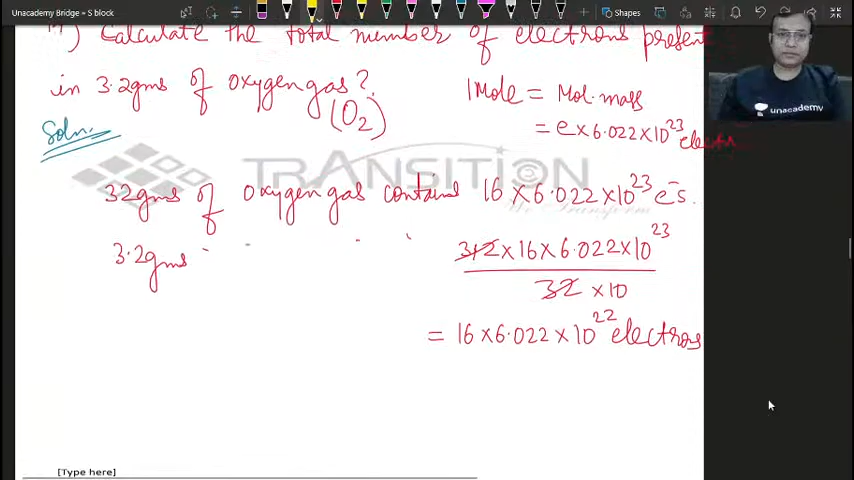 Unacademy Bridge • S block
Shapes
Calculate the total number of electrons present
in 3.2gms of oxygen gas?
(O2)
1Mole = Mol. mass
= e×6.022×10^23 electr
Soln.
unacademy
TRANSITION
32gms of oxygen gas contains 16×6.022×10^23 e⁻s.
3.2gms " " " "
3.2×16×6.022×10^23
32×10
= 16×6.022×10^22 electrons
[Type here]